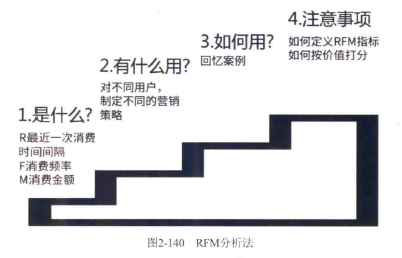 1.是什么?
R最近一次消费
时间间隔
F消费频率
M消费金额
2.有什么用?
对不同用户，
制定不同的营销
策略
3.如何用?
回忆案例
4.注意事项
如何定义RFM指标
如何按价值打分
图2-140 RFM分析法